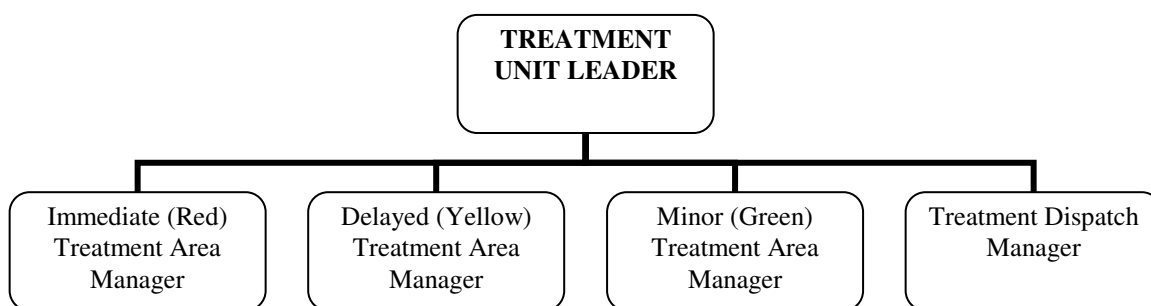 TREATMENT
UNIT LEADER
Immediate (Red)
Treatment Area
Manager
Delayed (Yellow)
Treatment Area
Manager
Minor (Green)
Treatment Area
Manager
Treatment Dispatch
Manager